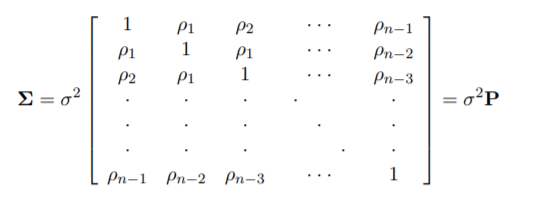 1 ρ₁ ρ₂ · · · ρₙ₋₁
ρ₁ 1 ρ₁ · · · ρₙ₋₂
ρ₂ ρ₁ 1 · · · ρₙ₋₃
Σ = σ² [ . . . . . ] = σ²P
. . . . .
. . . . .
ρₙ₋₁ ρₙ₋₂ ρₙ₋₃ · · · 1